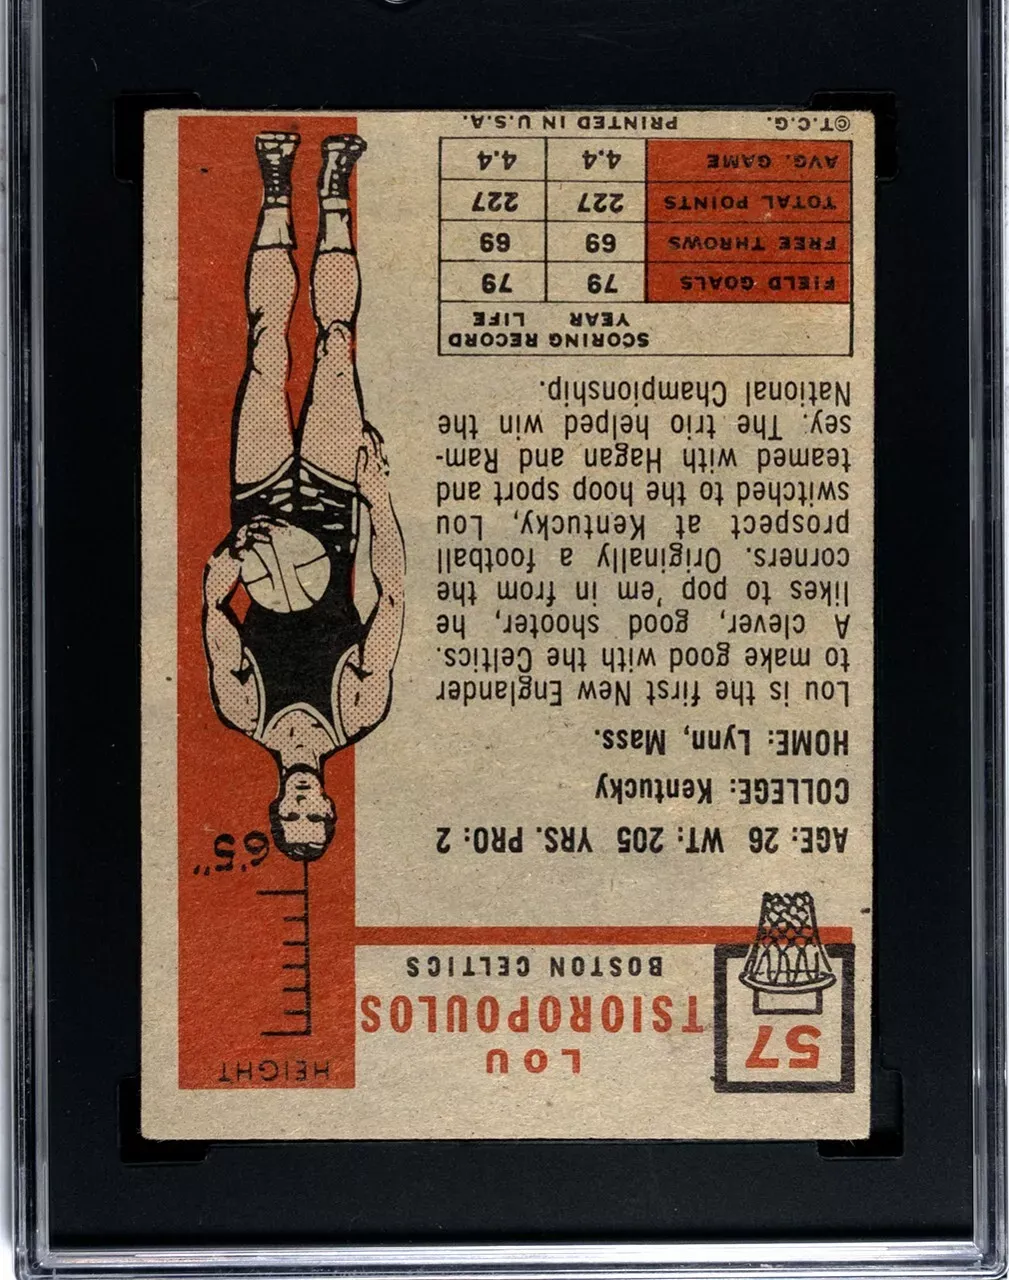 57
LOU
TSIOROPOULOS
BOSTON CELTICS
HEIGHT
6'5"
AGE: 26 WT: 205 YRS. PRO: 2
COLLEGE: Kentucky
HOME: Lynn, Mass.
Lou is the first New Englander
to make good with the Celtics.
A clever, good shooter, he
likes to pop 'em in from the
corners. Originally a football
prospect at Kentucky, Lou
switched to the hoop sport and
teamed with Hagan and Ram-
sey. The trio helped win the
National Championship.
SCORING RECORD
YEAR LIFE
FIELD GOALS 79 79
FREE THROWS 69 69
TOTAL POINTS 227 227
AVG. GAME 4.4 4.4
©T.C.G. PRINTED IN U.S.A.